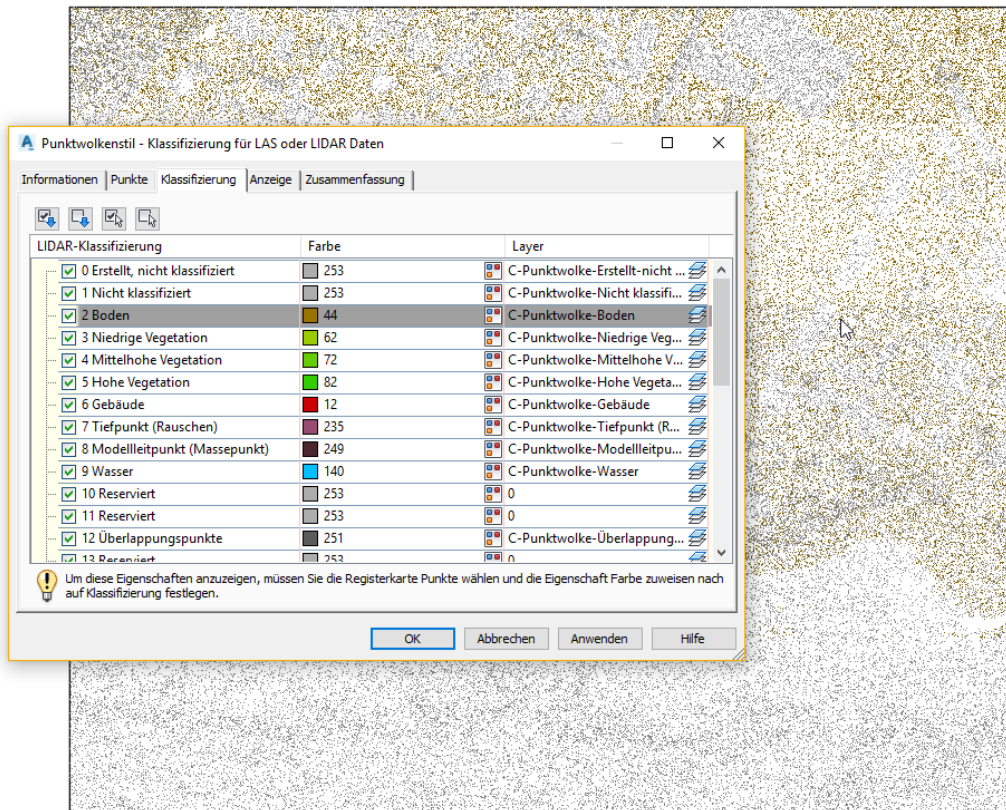 Punktwolkenstil - Klassifizierung für LAS oder LIDAR Daten
Informationen Punkte Klassifizierung Anzeige Zusammenfassung
LIDAR-Klassifizierung Farbe Layer
0 Erstellt, nicht klassifiziert 253 C-Punktwolke-Erstellt-nicht ...
1 Nicht klassifiziert 253 C-Punktwolke-Nicht klassifi...
2 Boden 44 C-Punktwolke-Boden
3 Niedrige Vegetation 62 C-Punktwolke-Niedrige Veg...
4 Mittelhohe Vegetation 72 C-Punktwolke-Mittelhohe V...
5 Hohe Vegetation 82 C-Punktwolke-Hohe Vegeta...
6 Gebäude 12 C-Punktwolke-Gebäude
7 Tiefpunkt (Rauschen) 235 C-Punktwolke-Tiefpunkt (R...
8 Modellleitpunkt (Massepunkt) 249 C-Punktwolke-Modellleitpu...
9 Wasser 140 C-Punktwolke-Wasser
10 Reserviert 253 0
11 Reserviert 253 0
12 Überlappungspunkte 251 C-Punktwolke-Überlappung...
13 Reserviert 253 0
Um diese Eigenschaften anzuzeigen, müssen Sie die Registerkarte Punkte wählen und die Eigenschaft Farbe zuweisen nach
auf Klassifizierung festlegen.
OK Abbrechen Anwenden Hilfe